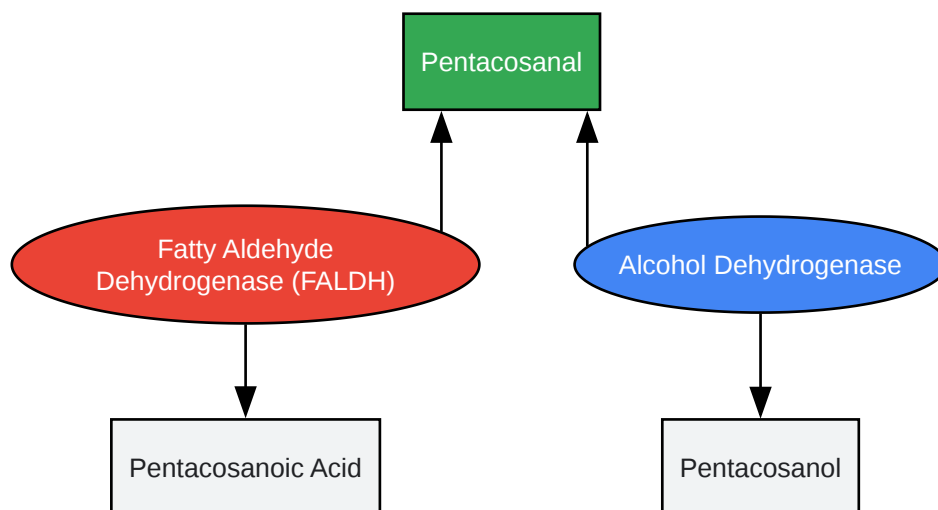 Pentacosanal
Fatty Aldehyde
Dehydrogenase (FALDH)
Alcohol Dehydrogenase
Pentacosanoic Acid
Pentacosanol